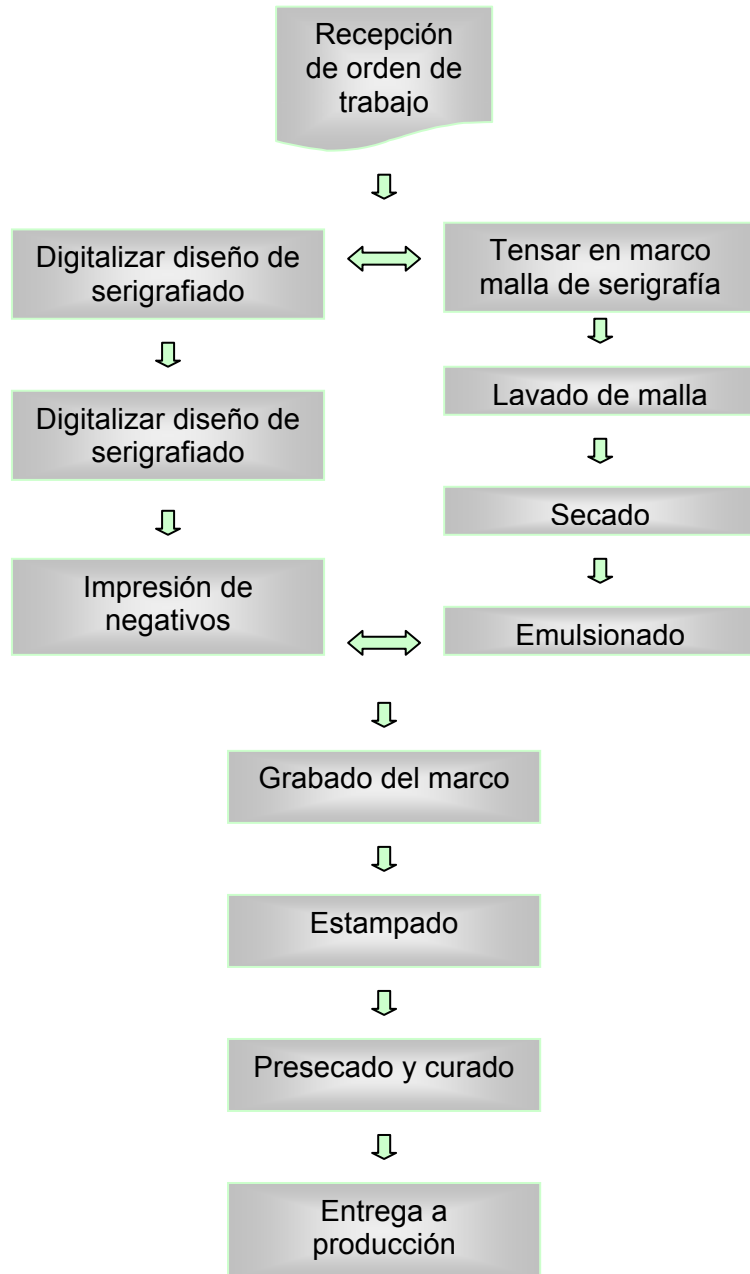 Recepción
de orden de
trabajo
Digitalizar diseño de
serigrafiado
Tensar en marco
malla de serigrafía
Digitalizar diseño de
serigrafiado
Lavado de malla
Secado
Impresión de
negativos
Emulsionado
Grabado del marco
Estampado
Presecado y curado
Entrega a
producción